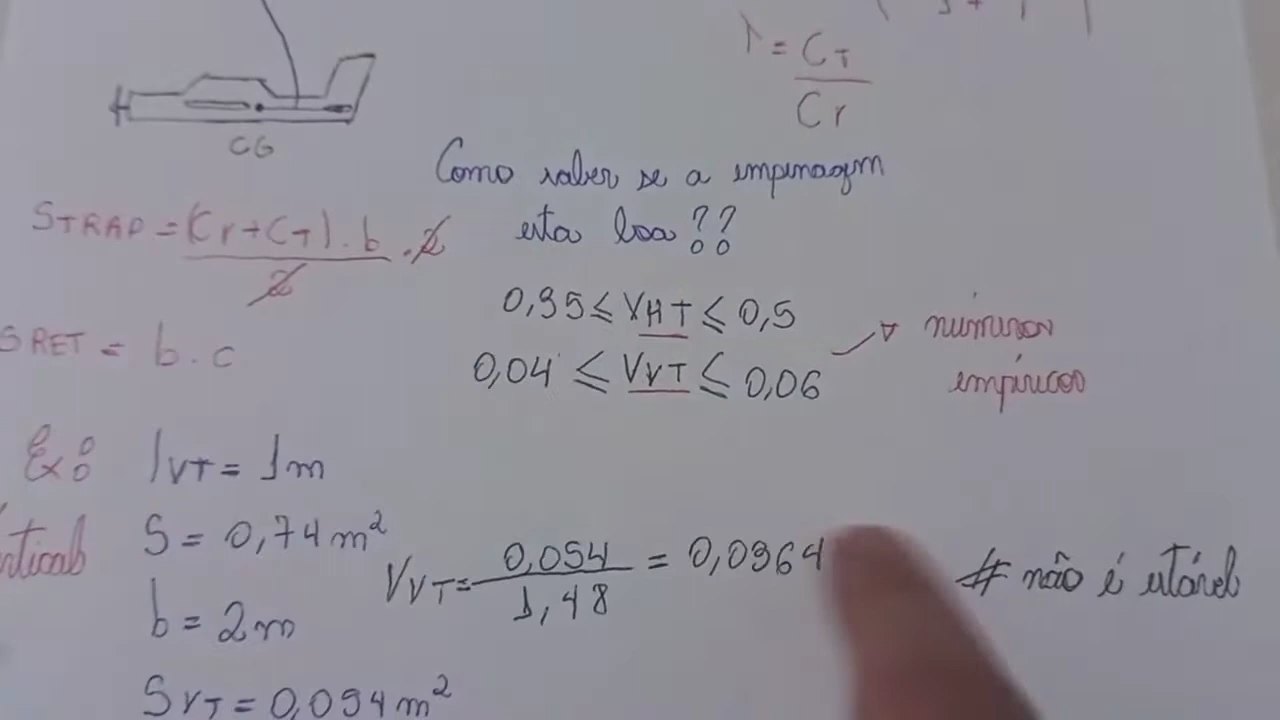 λ = CT
Cr
CG
Como saber se a empenagem
esta boa??
STRAP = (Cr+CT).b .2
2
0,35 ≤ VHT ≤ 0,5
SRET = b.c
0,04 ≤ VVT ≤ 0,06
números
empíricos
Ex: lVT = 1m
S = 0,74 m²
VVT = 0,054 = 0,0364
1,48
# não é estável
b = 2m
SVT = 0,054 m²